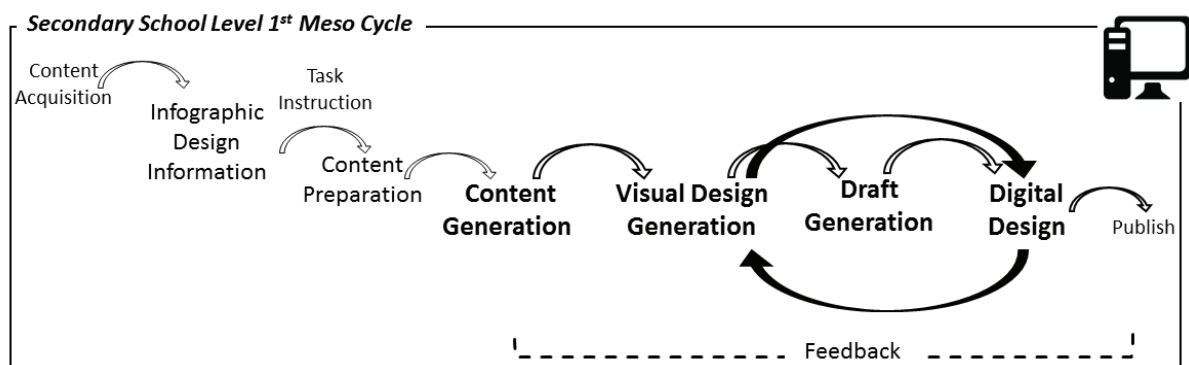 Secondary School Level 1st Meso Cycle
Content
Acquisition
Infographic
Design
Information
Task
Instruction
Content
Preparation
Content
Generation
Visual Design
Generation
Draft
Generation
Digital
Design
Publish
Feedback